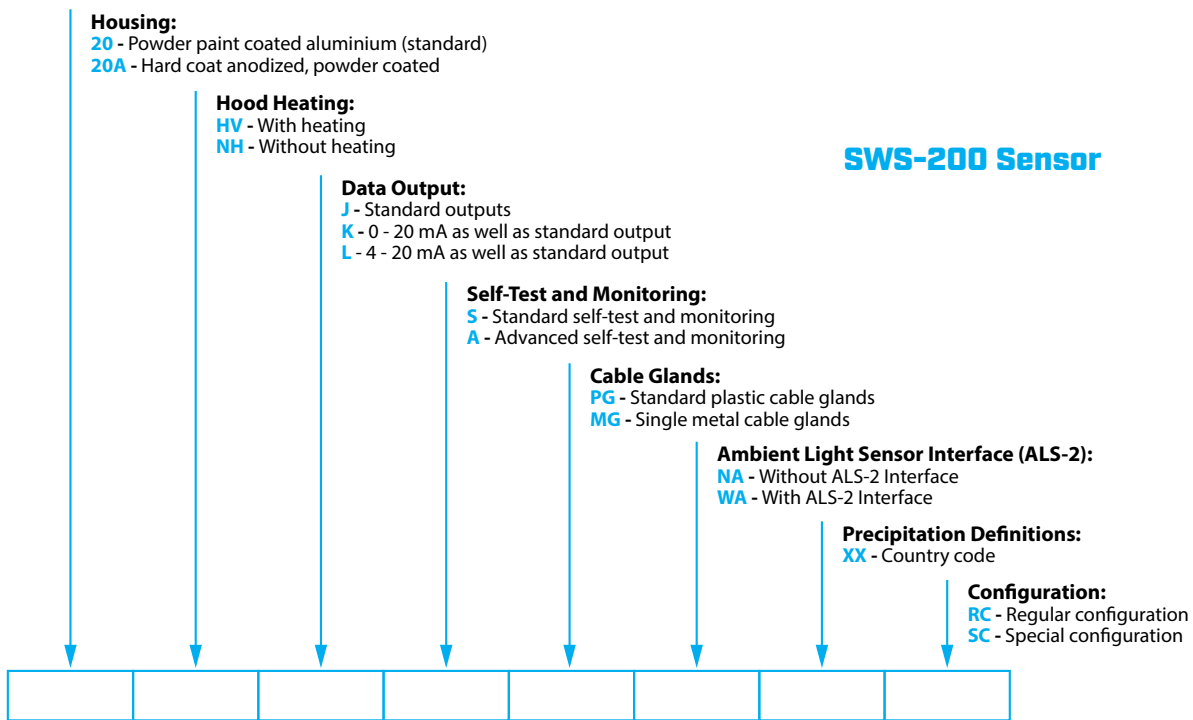 Housing:
20 - Powder paint coated aluminium (standard)
20A - Hard coat anodized, powder coated
Hood Heating:
HV - With heating
NH - Without heating
SWS-200 Sensor
Data Output:
J - Standard outputs
K - 0 - 20 mA as well as standard output
L - 4 - 20 mA as well as standard output
Self-Test and Monitoring:
S - Standard self-test and monitoring
A - Advanced self-test and monitoring
Cable Glands:
PG - Standard plastic cable glands
MG - Single metal cable glands
Ambient Light Sensor Interface (ALS-2):
NA - Without ALS-2 Interface
WA - With ALS-2 Interface
Precipitation Definitions:
XX - Country code
Configuration:
RC - Regular configuration
SC - Special configuration